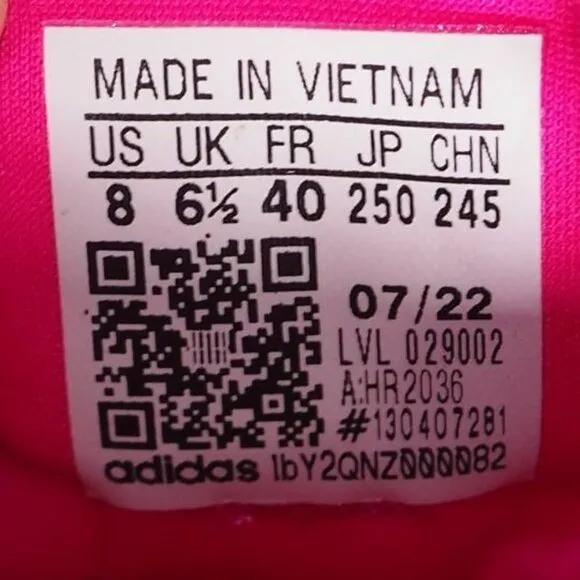 MADE IN VIETNAM
US UK FR JP CHN
8 6½ 40 250 245
07/22
LVL 029002
A:HR2036
#130407281
adidas 1bY2QNZ000082